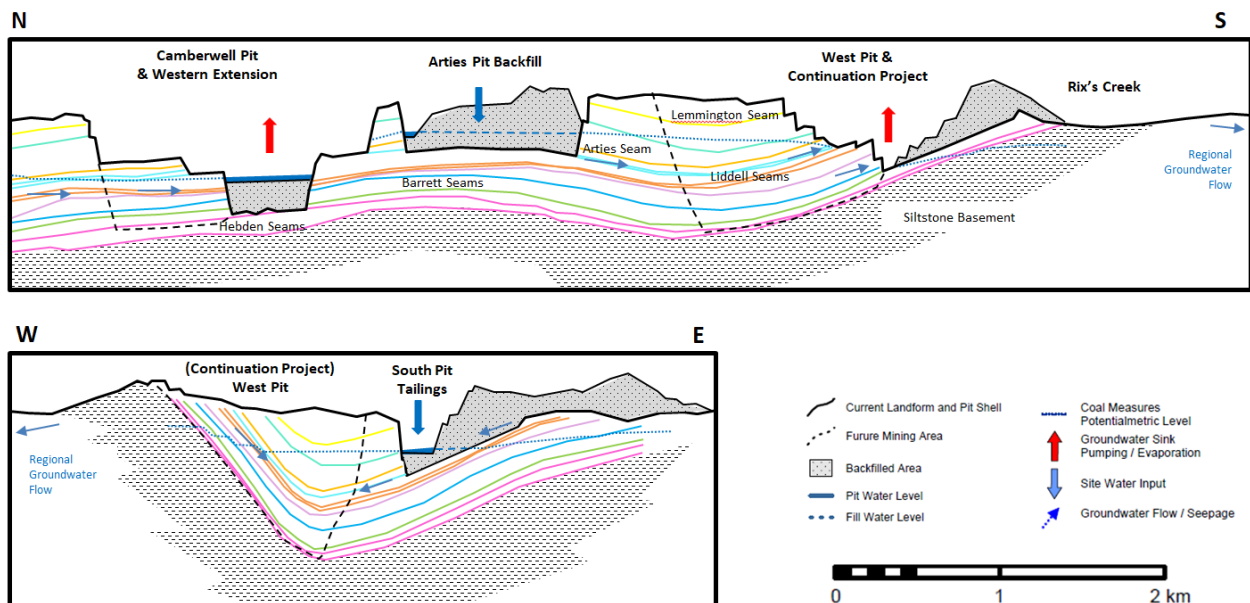 N
S
Camberwell Pit
& Western Extension
Arties Pit Backfill
West Pit &
Continuation Project
Rix's Creek
Lemmington Seam
Arties Seam
Liddell Seams
Barrett Seams
Hebden Seams
Siltstone Basement
Regional
Groundwater
Flow
W
E
(Continuation Project)
West Pit
South Pit
Tailings
Regional
Groundwater
Flow
Current Landform and Pit Shell
Furure Mining Area
Backfilled Area
Pit Water Level
Fill Water Level
Coal Measures
Potentialmetric Level
Groundwater Sink
Pumping / Evaporation
Site Water Input
Groundwater Flow / Seepage
0 1 2 km